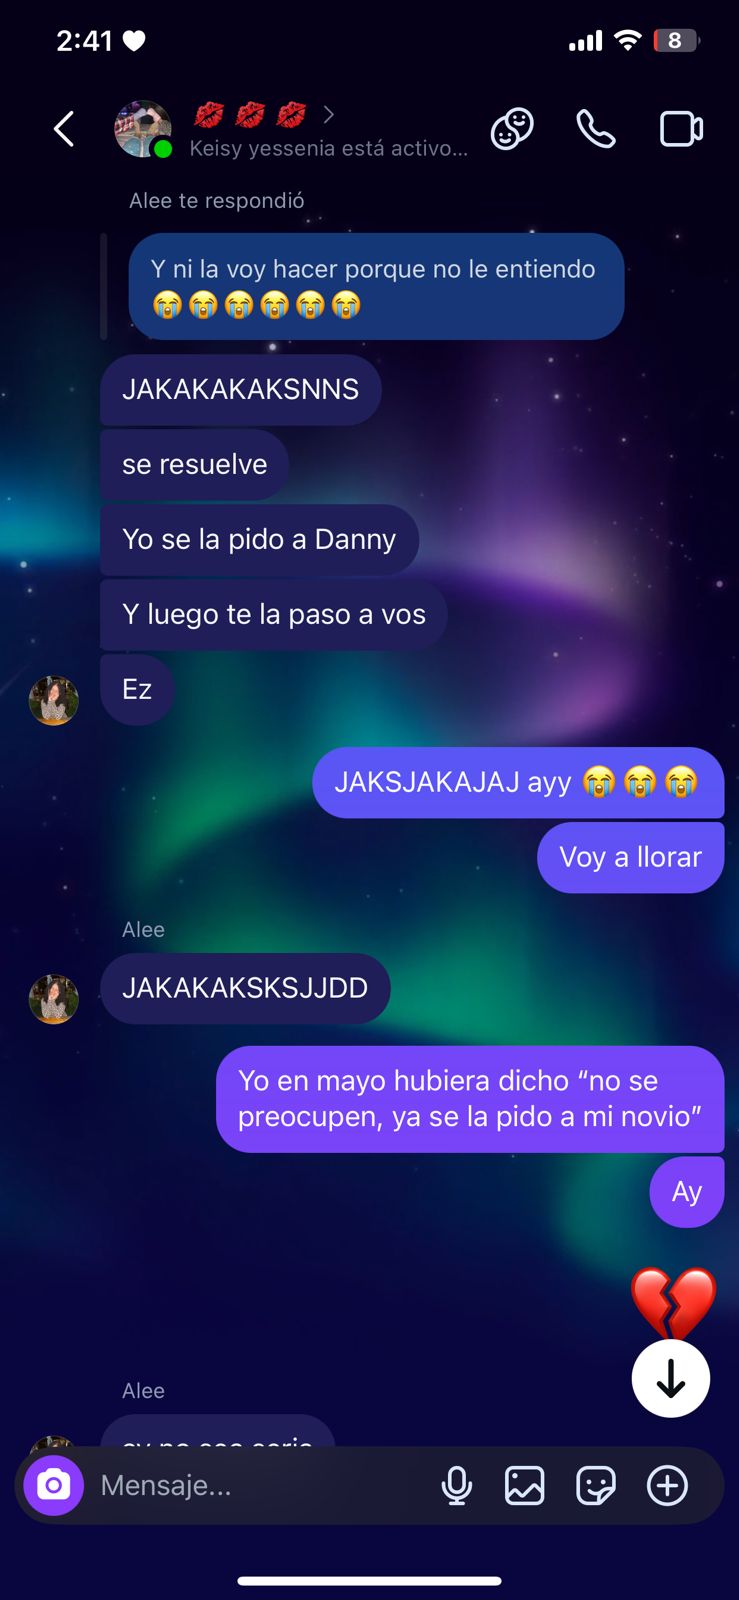 2:41
8
💋 💋 💋
Keisy yessenia está activo...
Alee te respondió
Y ni la voy hacer porque no le entiendo
😭😭😭😭😭😭
JAKAKAKAKSNNS
se resuelve
Yo se la pido a Danny
Y luego te la paso a vos
Ez
JAKSJAKAJAJ ayy 😭😭😭
Voy a llorar
Alee
JAKAKAKSKSJJDD
Yo en mayo hubiera dicho “no se
preocupen, ya se la pido a mi novio”
Ay
💔
Alee
Mensaje...